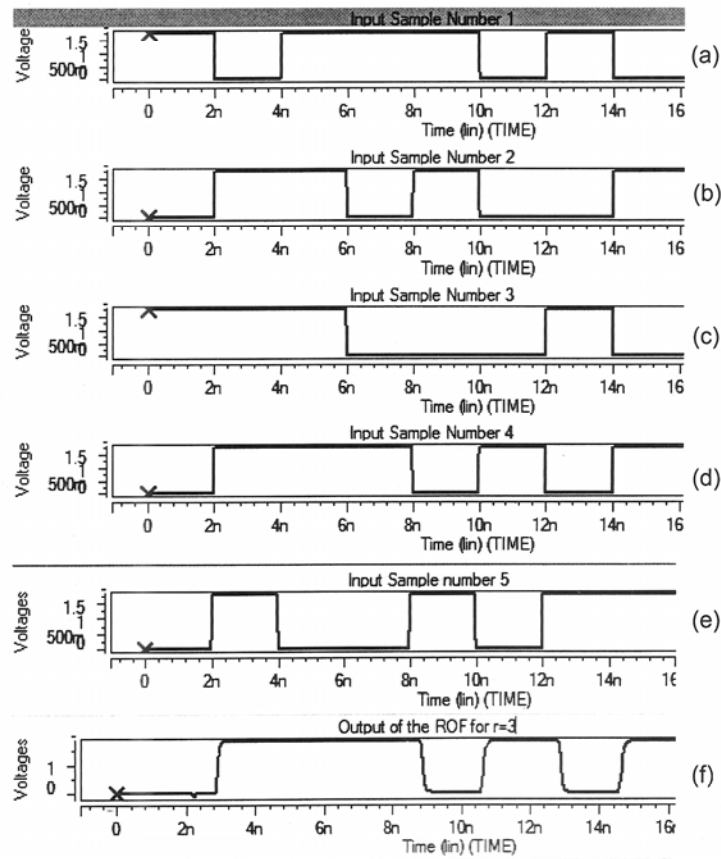 Input Sample Number 1
Voltage
1.5
1
500m
0
(a)
0 2n 4n 6n 8n 10n 12n 14n 16
Time (lin) (TIME)
Input Sample Number 2
Voltage
1.5
1
500m
0
(b)
0 2n 4n 6n 8n 10n 12n 14n 16
Time (lin) (TIME)
Input Sample Number 3
Voltage
1.5
1
500m
0
(c)
0 2n 4n 6n 8n 10n 12n 14n 16
Time (lin) (TIME)
Input Sample Number 4
Voltage
1.5
1
500m
0
(d)
0 2n 4n 6n 8n 10n 12n 14n 16
Time (lin) (TIME)
Input Sample number 5
Voltages
1.5
1
500m
0
(e)
0 2n 4n 6n 8n 10n 12n 14n 16
Time (lin) (TIME)
Output of the ROF for r=3
Voltages
1
0
(f)
0 2n 4n 6n 8n 10n 12n 14n 16n
Time (lin) (TIME)